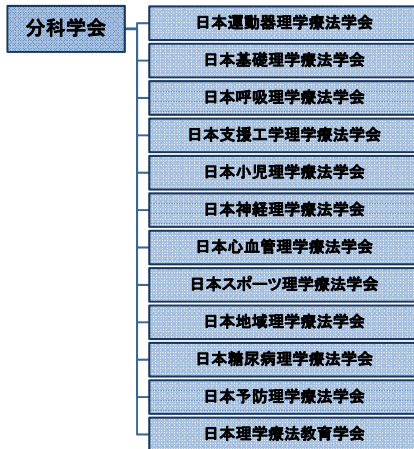 分科学会
日本運動器理学療法学会
日本基礎理学療法学会
日本呼吸理学療法学会
日本支援工学理学療法学会
日本小児理学療法学会
日本神経理学療法学会
日本心血管理学療法学会
日本スポーツ理学療法学会
日本地域理学療法学会
日本糖尿病理学療法学会
日本予防理学療法学会
日本理学療法教育学会